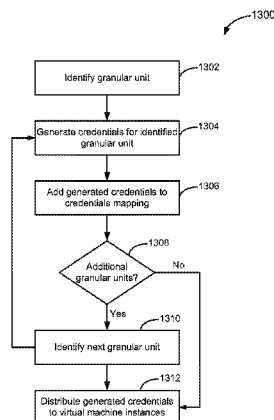 1300
Identify granular unit
1302
Generate credentials for identified
granular unit
1304
Add generated credentials to
credentials mapping
1306
Additional
granular units?
1308
No
Yes
Identify next granular unit
1310
Distribute generated credentials
to virtual machine instances
1312